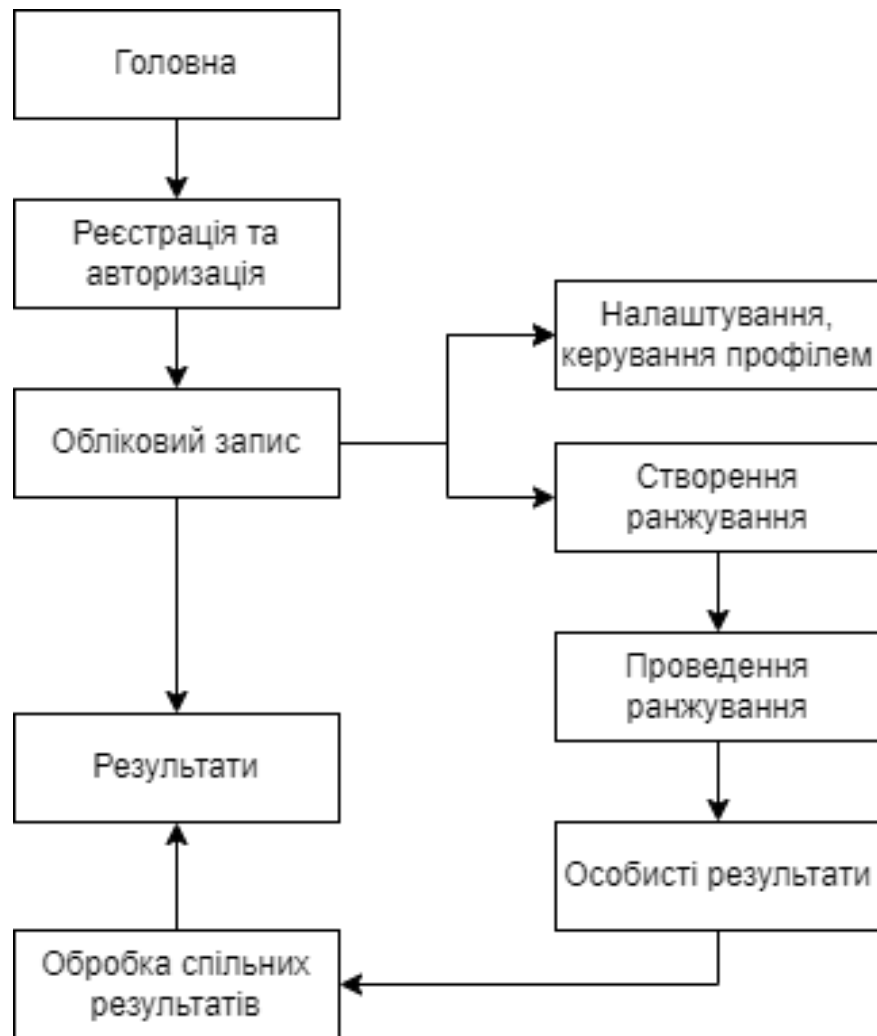 Головна
Реєстрація та
авторизація
Налаштування,
керування профілем
Обліковий запис
Створення
ранжування
Проведення
ранжування
Результати
Особисті результати
Обробка спільних
результатів